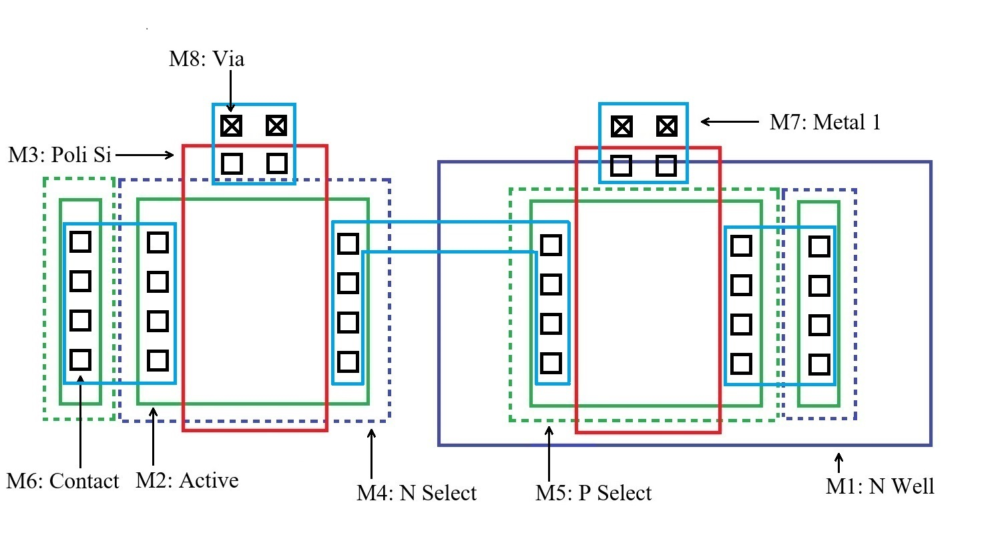 M8: Via
M7: Metal 1
M3: Poli Si
M6: Contact
M2: Active
M4: N Select
M5: P Select
M1: N Well